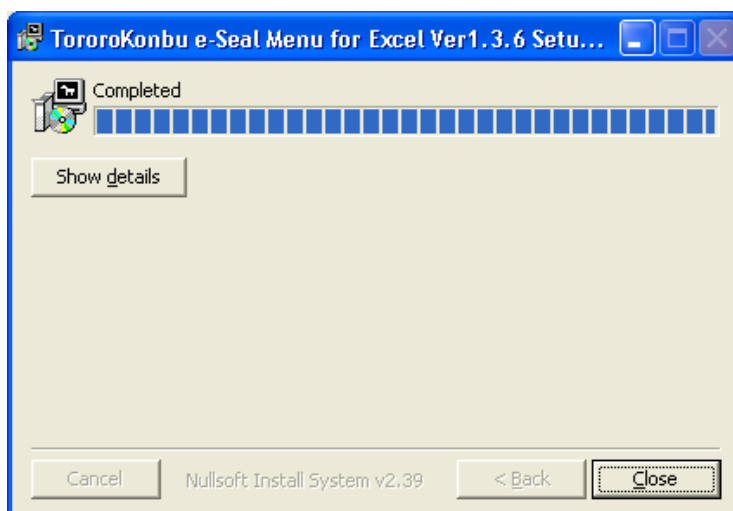 TororoKonbu e-Seal Menu for Excel Ver1.3.6 Setu...
Completed
Show details
Cancel
Nullsoft Install System v2.39
< Back
Close